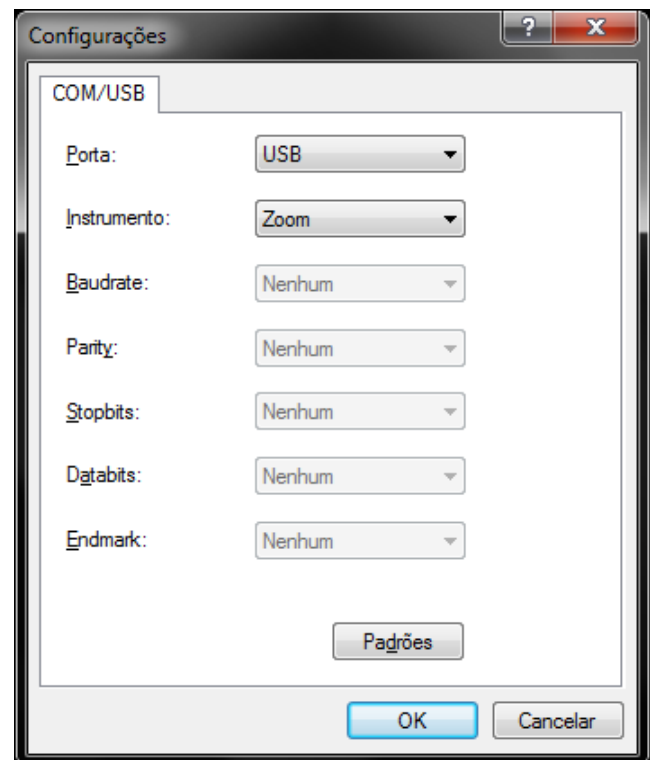 Configurações ? X
COM/USB
Porta: USB
Instrumento: Zoom
Baudrate: Nenhum
Parity: Nenhum
Stopbits: Nenhum
Databits: Nenhum
Endmark: Nenhum
Padrões
OK Cancelar